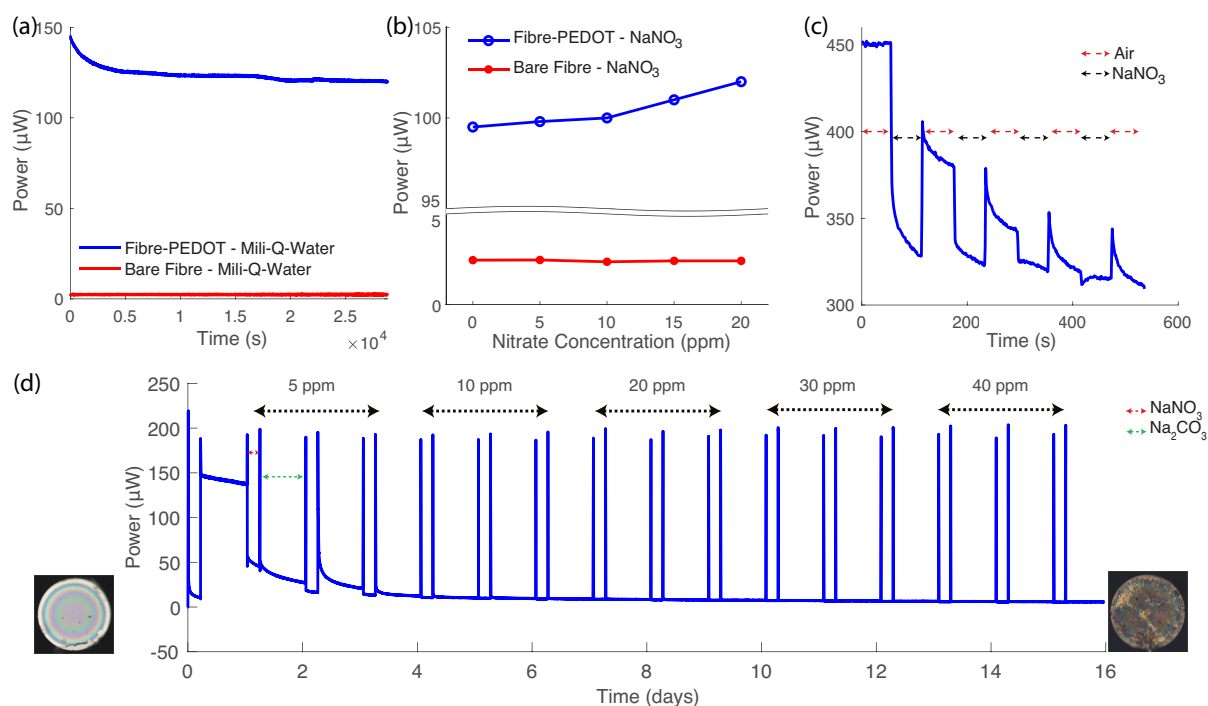 (a)
150
100
50
0
Power (µW)
Fibre-PEDOT - Mili-Q-Water
Bare Fibre - Mili-Q-Water
0 0.5 1 1.5 2 2.5
× 10⁴
Time (s)
(b)
105
100
95
5
0
Power (µW)
Fibre-PEDOT - NaNO₃
Bare Fibre - NaNO₃
0 5 10 15 20
Nitrate Concentration (ppm)
(c)
450
400
350
300
Power (µW)
Air
NaNO₃
0 200 400 600
Time (s)
(d)
250
200
150
100
50
0
-50
Power (µW)
5 ppm 10 ppm 20 ppm 30 ppm 40 ppm
NaNO₃
Na₂CO₃
0 2 4 6 8 10 12 14 16
Time (days)